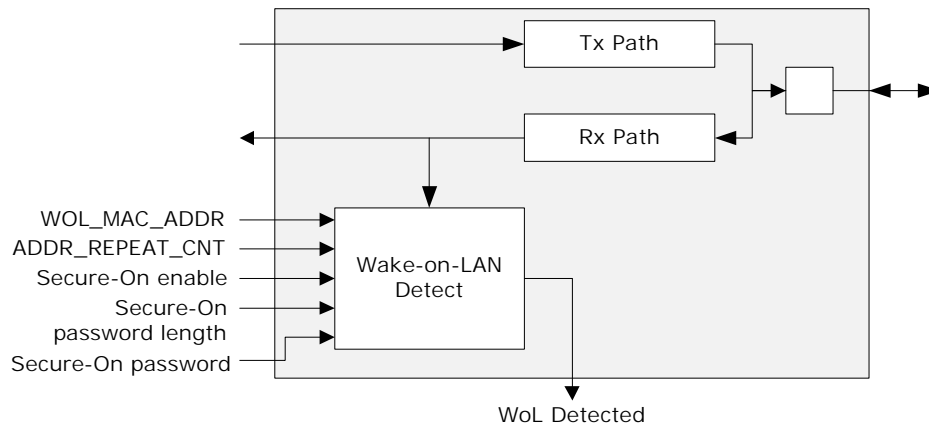 Tx Path
Rx Path
WOL_MAC_ADDR
ADDR_REPEAT_CNT
Secure-On enable
Secure-On
password length
Secure-On password
Wake-on-LAN
Detect
WoL Detected